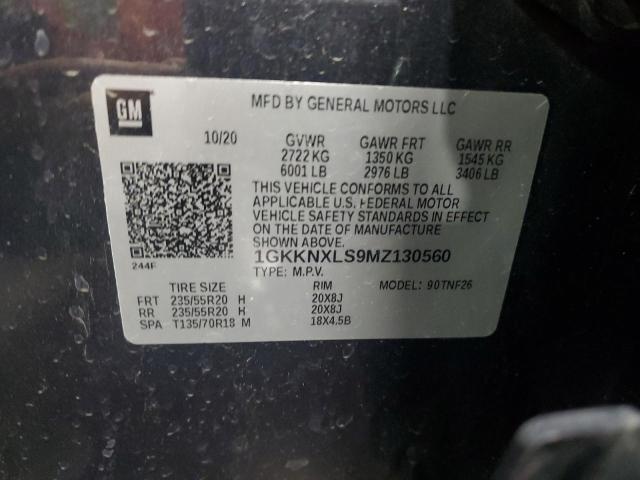 GM
MFD BY GENERAL MOTORS LLC
10/20 GVWR GAWR FRT GAWR RR
2722 KG 1350 KG 1545 KG
6001 LB 2976 LB 3406 LB
THIS VEHICLE CONFORMS TO ALL
APPLICABLE U.S. FEDERAL MOTOR
VEHICLE SAFETY STANDARDS IN EFFECT
ON THE DATE OF MANUFACTURE
SHOWN ABOVE.
1GKKNXLS9MZ130560
244F
TYPE: M.P.V. MODEL: 90TNF26
TIRE SIZE RIM
FRT 235/55R20 H 20X8J
RR 235/55R20 H 20X8J
SPA T135/70R18 M 18X4.5B